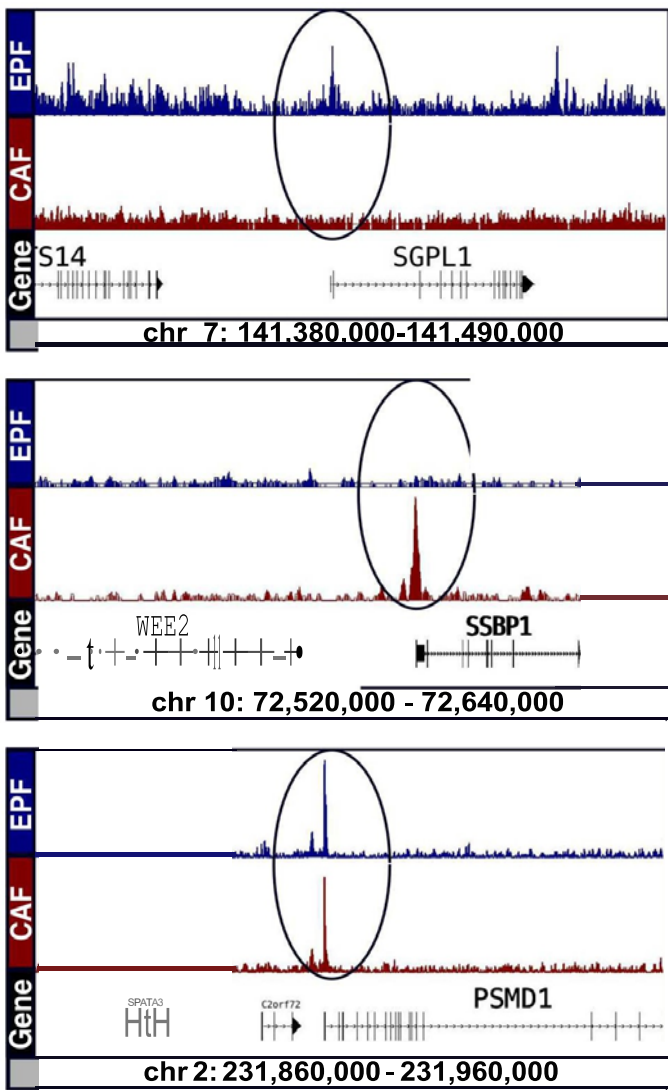 EPF
CAF
Gene
TS14 SGPL1
chr 7: 141,380,000-141,490,000
EPF
CAF
Gene
WEE2 SSBP1
chr 10: 72,520,000 - 72,640,000
EPF
CAF
Gene
SPATA3 C2orf72 PSMD1
HtH
chr 2: 231,860,000 - 231,960,000